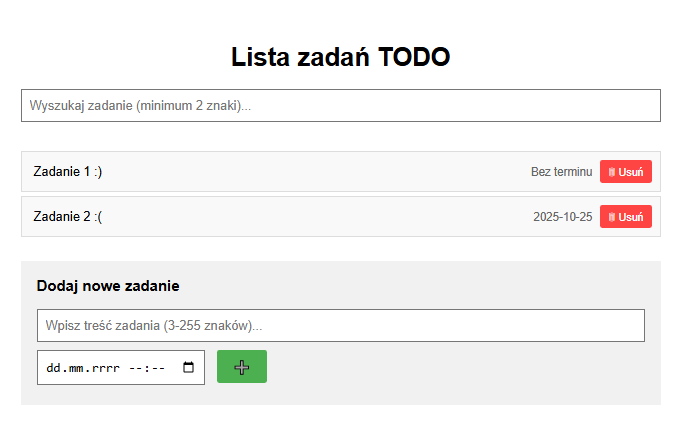 Lista zadań TODO
Wyszukaj zadanie (minimum 2 znaki)...
Zadanie 1 :) Bez terminu Usuń
Zadanie 2 :( 2025-10-25 Usuń
Dodaj nowe zadanie
Wpisz treść zadania (3-255 znaków)...
dd.mm.rrrr --:--